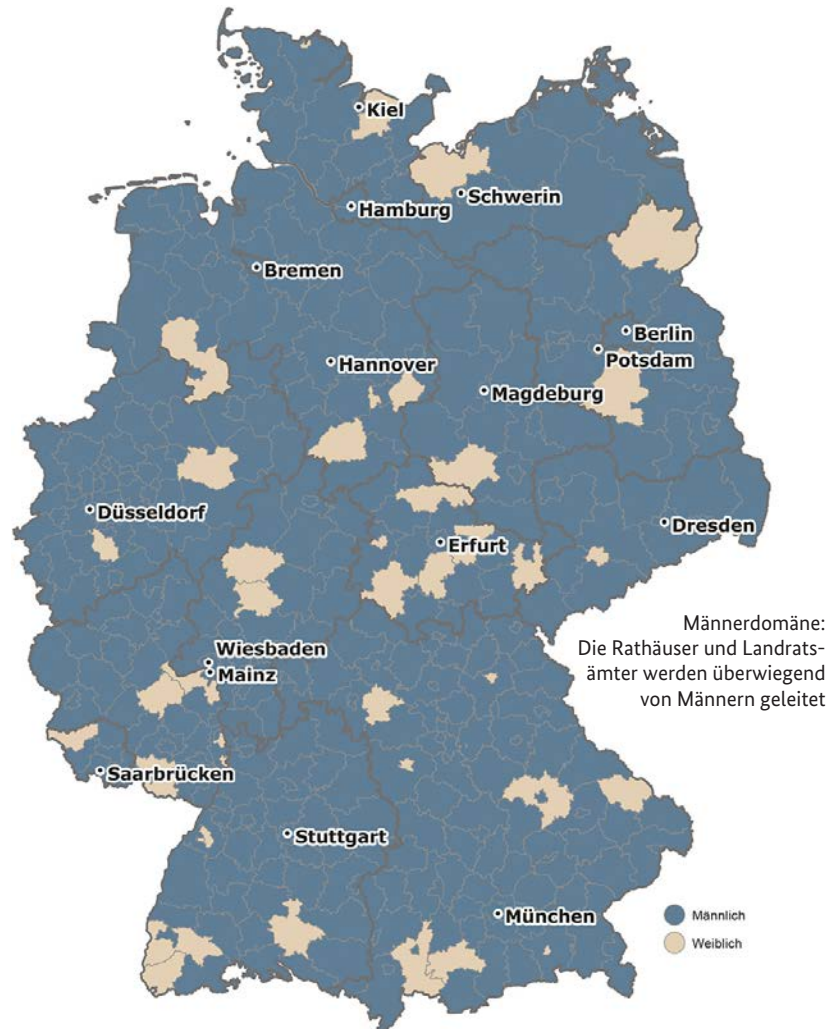 Kiel
Schwerin
Hamburg
Bremen
Berlin
Potsdam
Hannover
Magdeburg
Düsseldorf
Dresden
Erfurt
Männerdomäne:
Die Rathäuser und Landrats-
ämter werden überwiegend
von Männern geleitet
Wiesbaden
Mainz
Saarbrücken
Stuttgart
München
Männlich
Weiblich